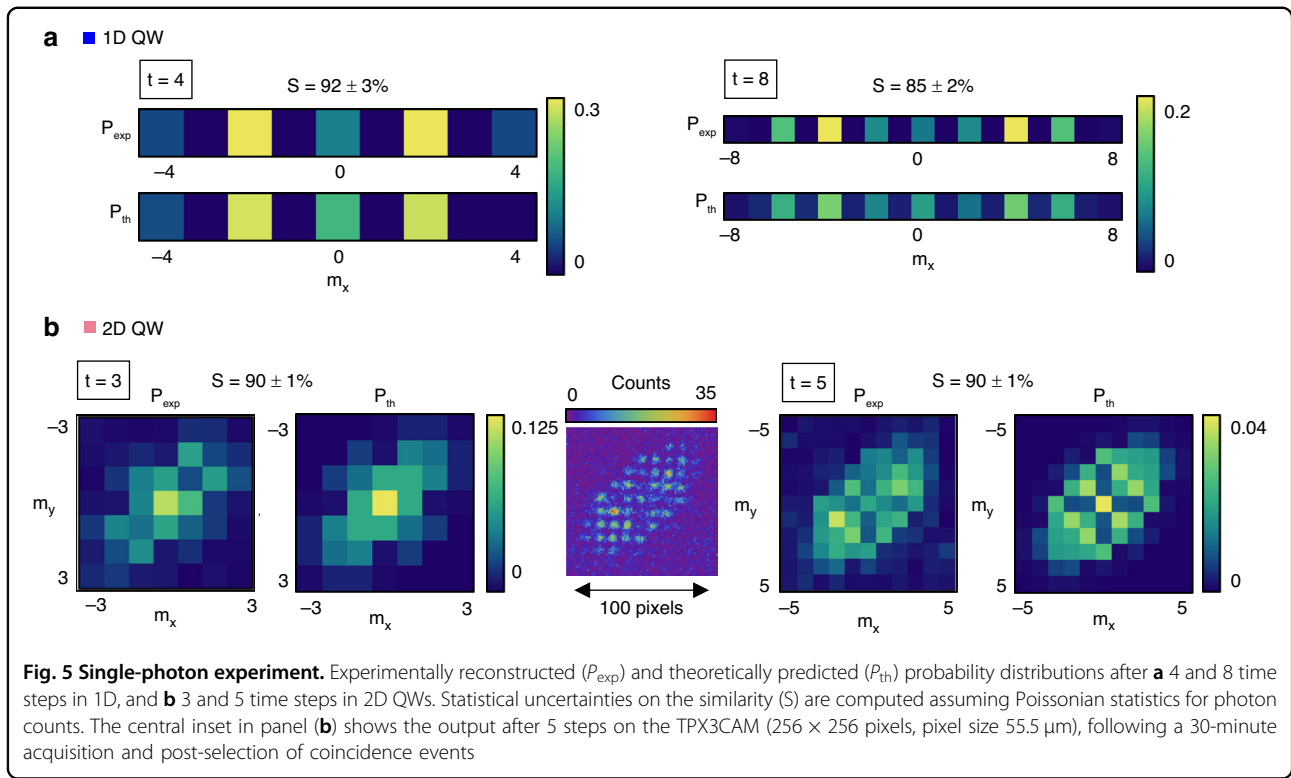 a 1D QW
t = 4 S = 92 ± 3%
P_exp
0.3
−4 0 4
P_th
0
−4 0 4
m_x
t = 8 S = 85 ± 2%
P_exp
0.2
−8 0 8
P_th
0
−8 0 8
m_x
b 2D QW
t = 3 S = 90 ± 1%
P_exp P_th
−3 −3 0.125
m_y ,
3 3 0
−3 3 −3 3
m_x m_x
Counts
0 35
100 pixels
t = 5 S = 90 ± 1%
P_exp P_th
−5 −5 0.04
m_y m_y
5 5 0
−5 5 −5 5
m_x m_x
Fig. 5 Single-photon experiment. Experimentally reconstructed (P_exp) and theoretically predicted (P_th) probability distributions after a 4 and 8 time
steps in 1D, and b 3 and 5 time steps in 2D QWs. Statistical uncertainties on the similarity (S) are computed assuming Poissonian statistics for photon
counts. The central inset in panel (b) shows the output after 5 steps on the TPX3CAM (256 × 256 pixels, pixel size 55.5 μm), following a 30-minute
acquisition and post-selection of coincidence events